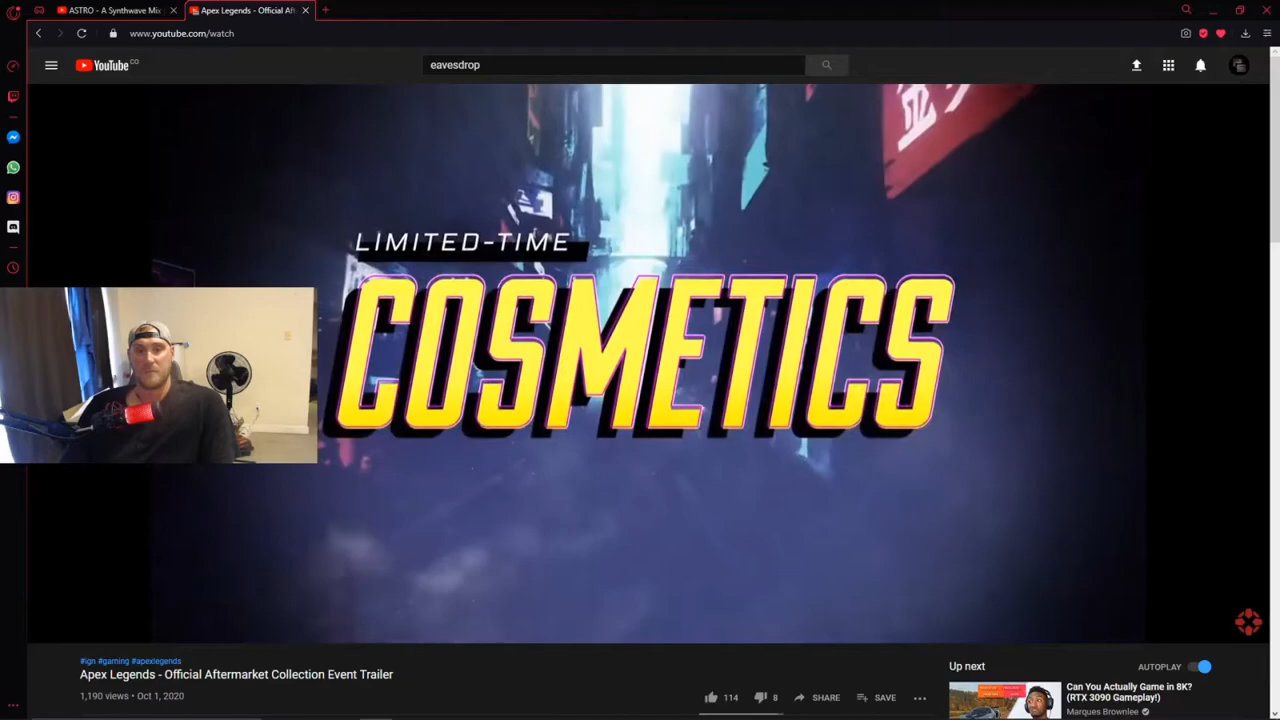 ASTRO - A Synthwave Mix
Apex Legends - Official Aft
www.youtube.com/watch
YouTube CO
eavesdrop
LIMITED-TIME
COSMETICS
#ign #gaming #apexlegends
Apex Legends - Official Aftermarket Collection Event Trailer
1,190 views • Oct 1, 2020
114
8
SHARE
SAVE
Up next
AUTOPLAY
Can You Actually Game in 8K?
(RTX 3090 Gameplay!)
Marques Brownlee